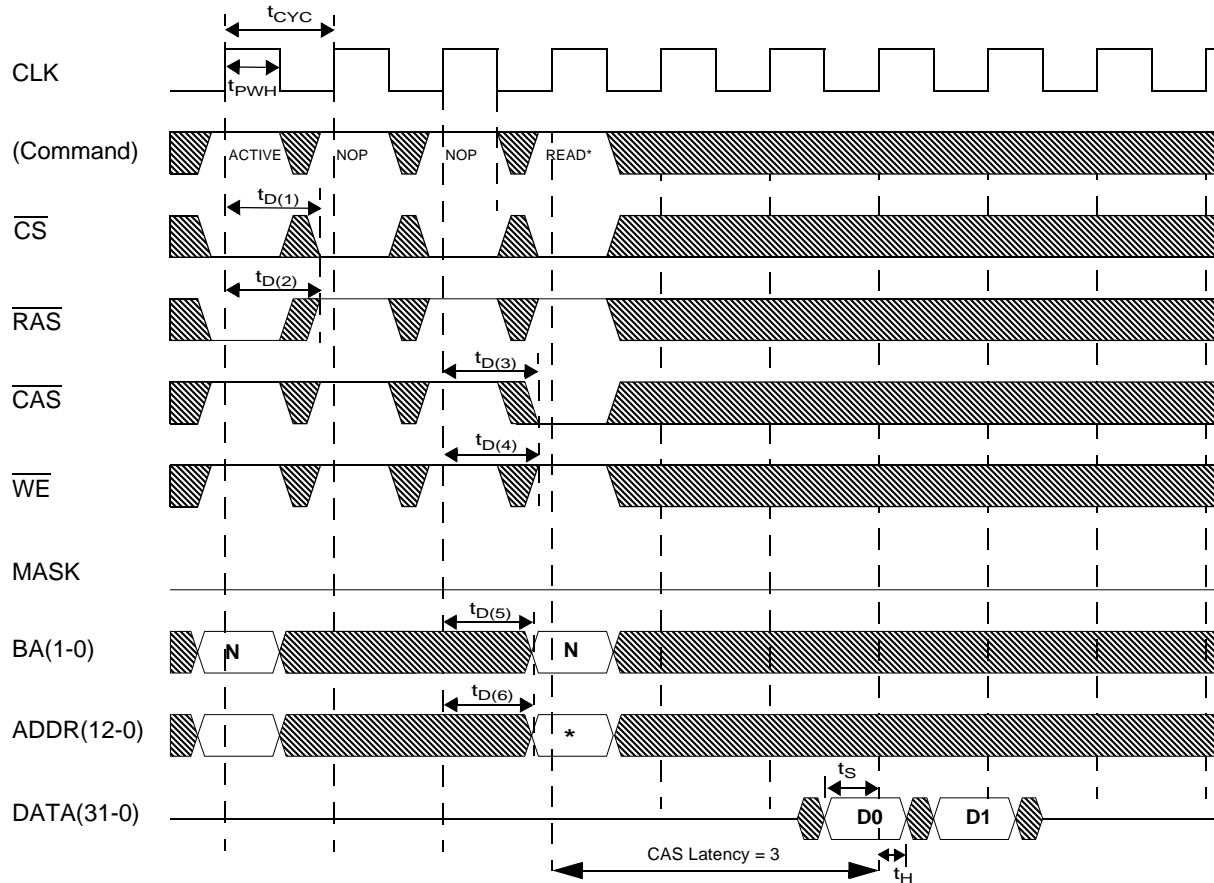 tCYC
CLK
tPWH
(Command) ACTIVE NOP NOP READ*
tD(1)
CS
tD(2)
RAS
tD(3)
CAS
tD(4)
WE
MASK
tD(5)
BA(1-0) N N
tD(6)
ADDR(12-0) *
tS
DATA(31-0) D0 D1
CAS Latency = 3
tH